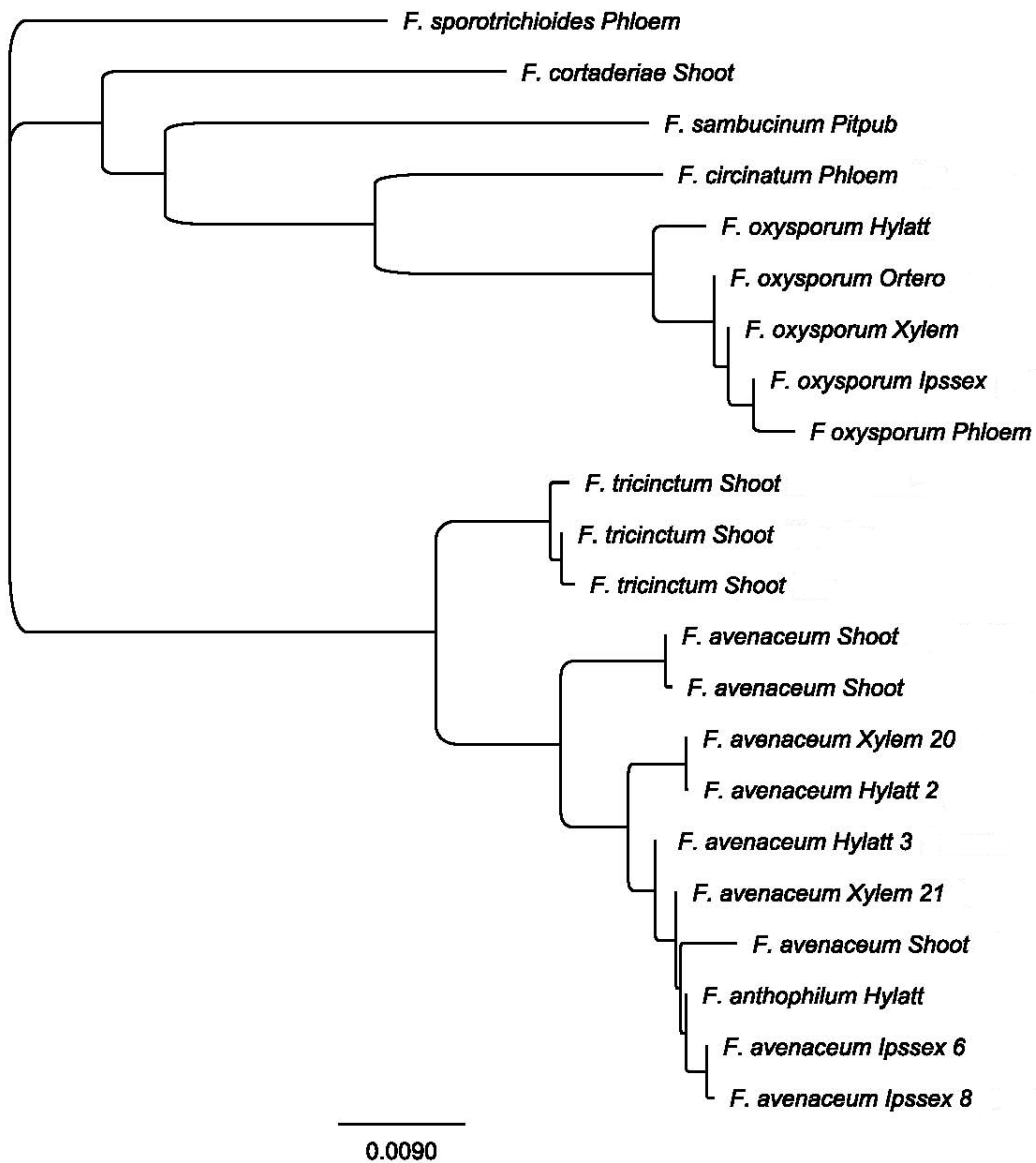 F. sporotrichioides Phloem
F. cortaderiae Shoot
F. sambucinum Pitpub
F. circinatum Phloem
F. oxysporum Hylatt
F. oxysporum Ortero
F. oxysporum Xylem
F. oxysporum Ipssex
F oxysporum Phloem
F. tricinctum Shoot
F. tricinctum Shoot
F. tricinctum Shoot
F. avenaceum Shoot
F. avenaceum Shoot
F. avenaceum Xylem 20
F. avenaceum Hylatt 2
F. avenaceum Hylatt 3
F. avenaceum Xylem 21
F. avenaceum Shoot
F. anthophilum Hylatt
F. avenaceum Ipssex 6
F. avenaceum Ipssex 8
0.0090